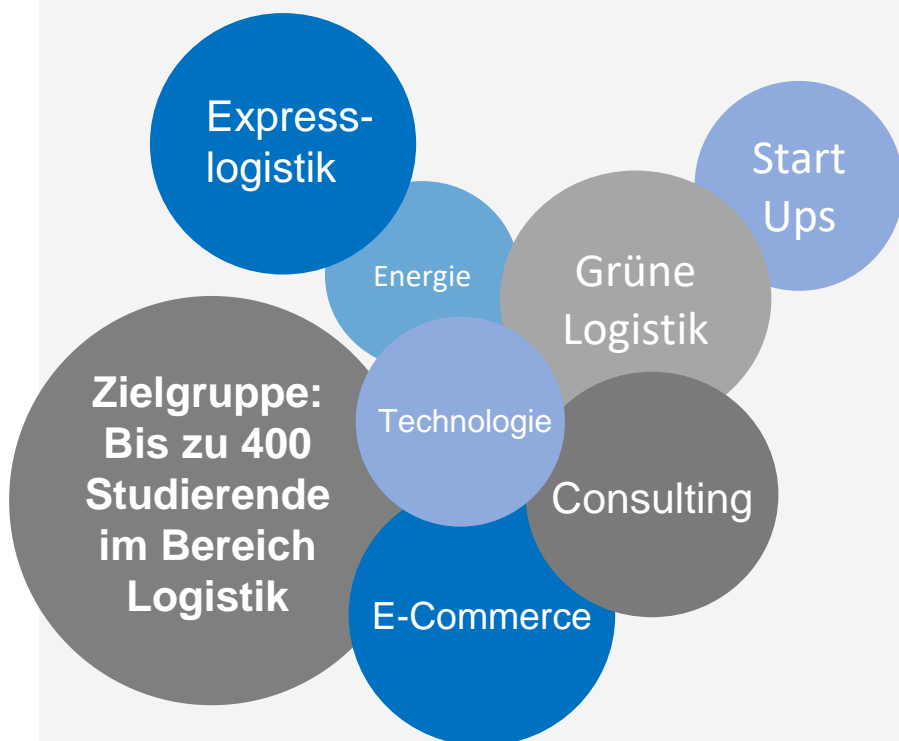 Express-
logistik
Start
Ups
Energie
Grüne
Logistik
Zielgruppe:
Bis zu 400
Studierende
im Bereich
Logistik
Technologie
Consulting
E-Commerce